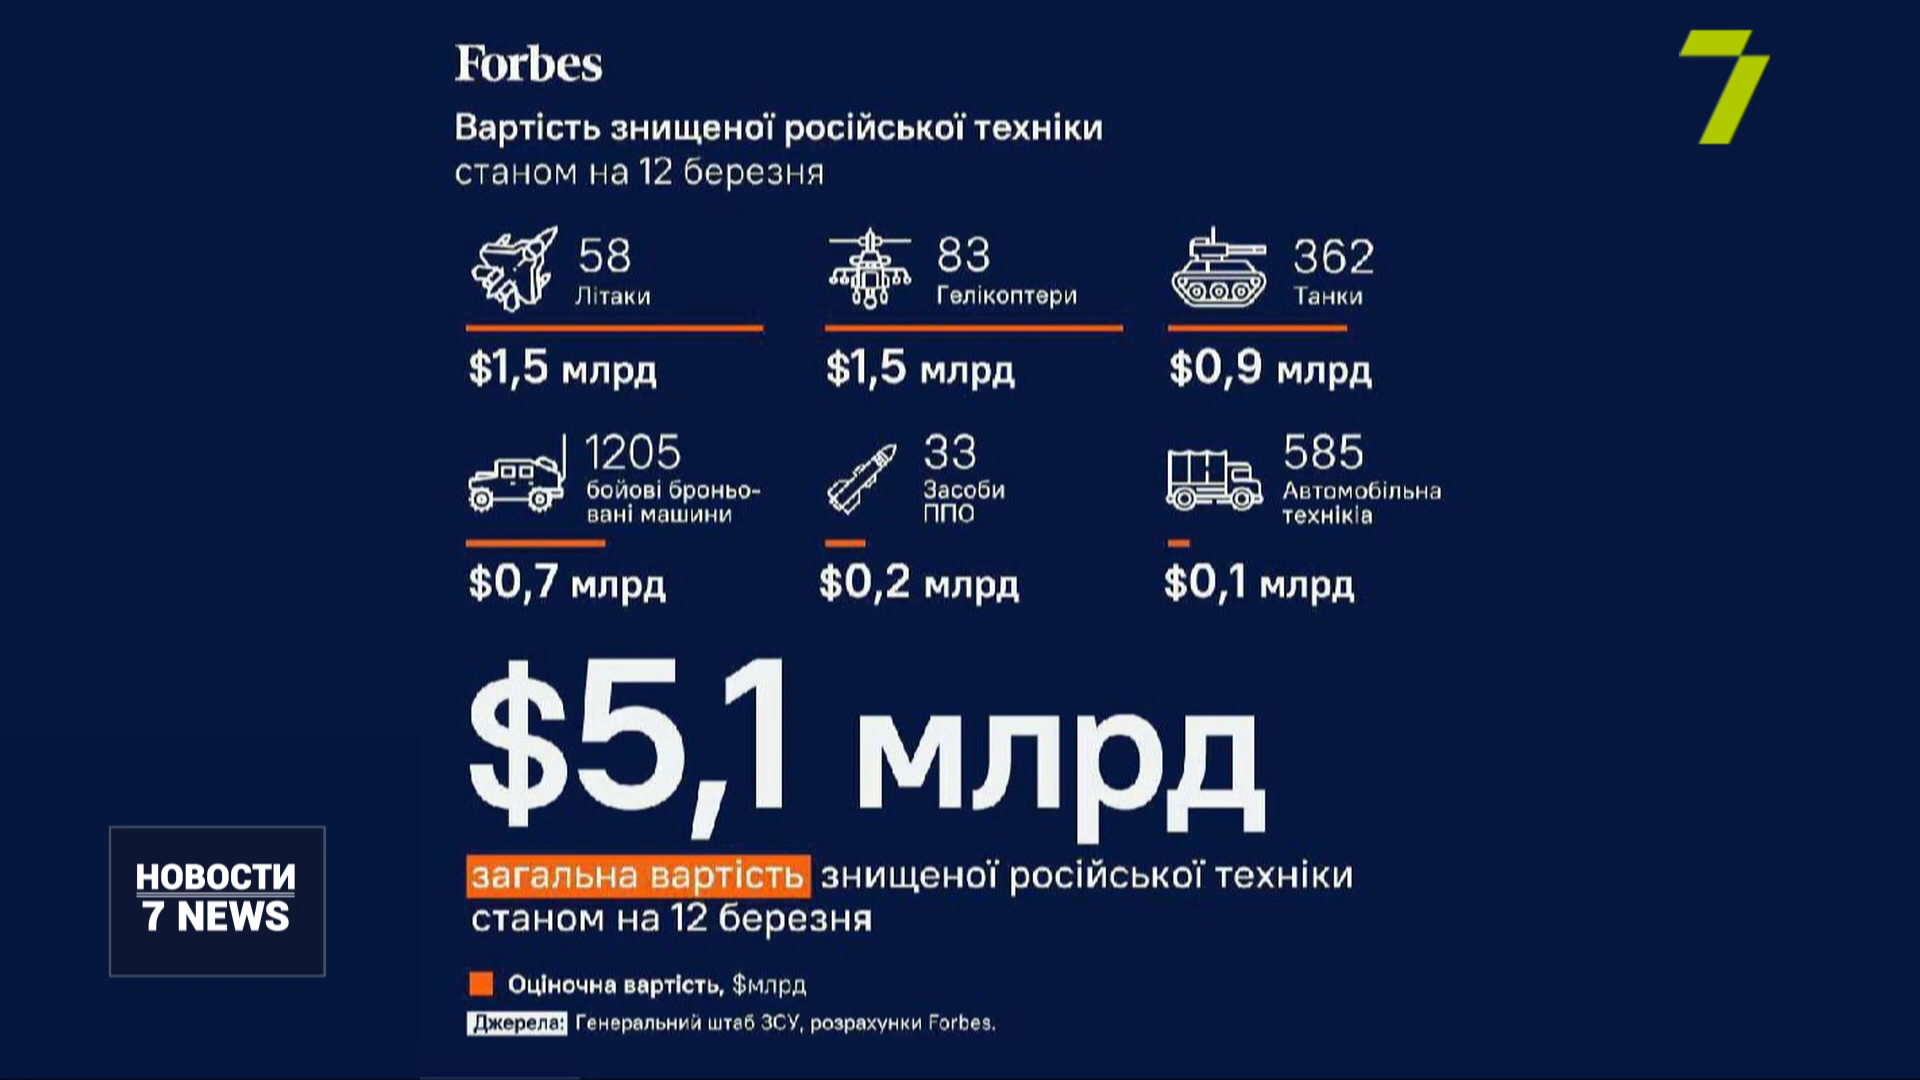 Forbes
7
Вартість знищеної російської техніки
станом на 12 березня
58
Літаки
$1,5 млрд
83
Гелікоптери
$1,5 млрд
362
Танки
$0,9 млрд
1205
бойові броньо-
вані машини
$0,7 млрд
33
Засоби
ППО
$0,2 млрд
585
Автомобільна
технікіа
$0,1 млрд
$5,1 млрд
загальна вартість знищеної російської техніки
станом на 12 березня
Оціночна вартість, $млрд
Джерела: Генеральний штаб ЗСУ, розрахунки Forbes.
НОВОСТИ
7 NEWS